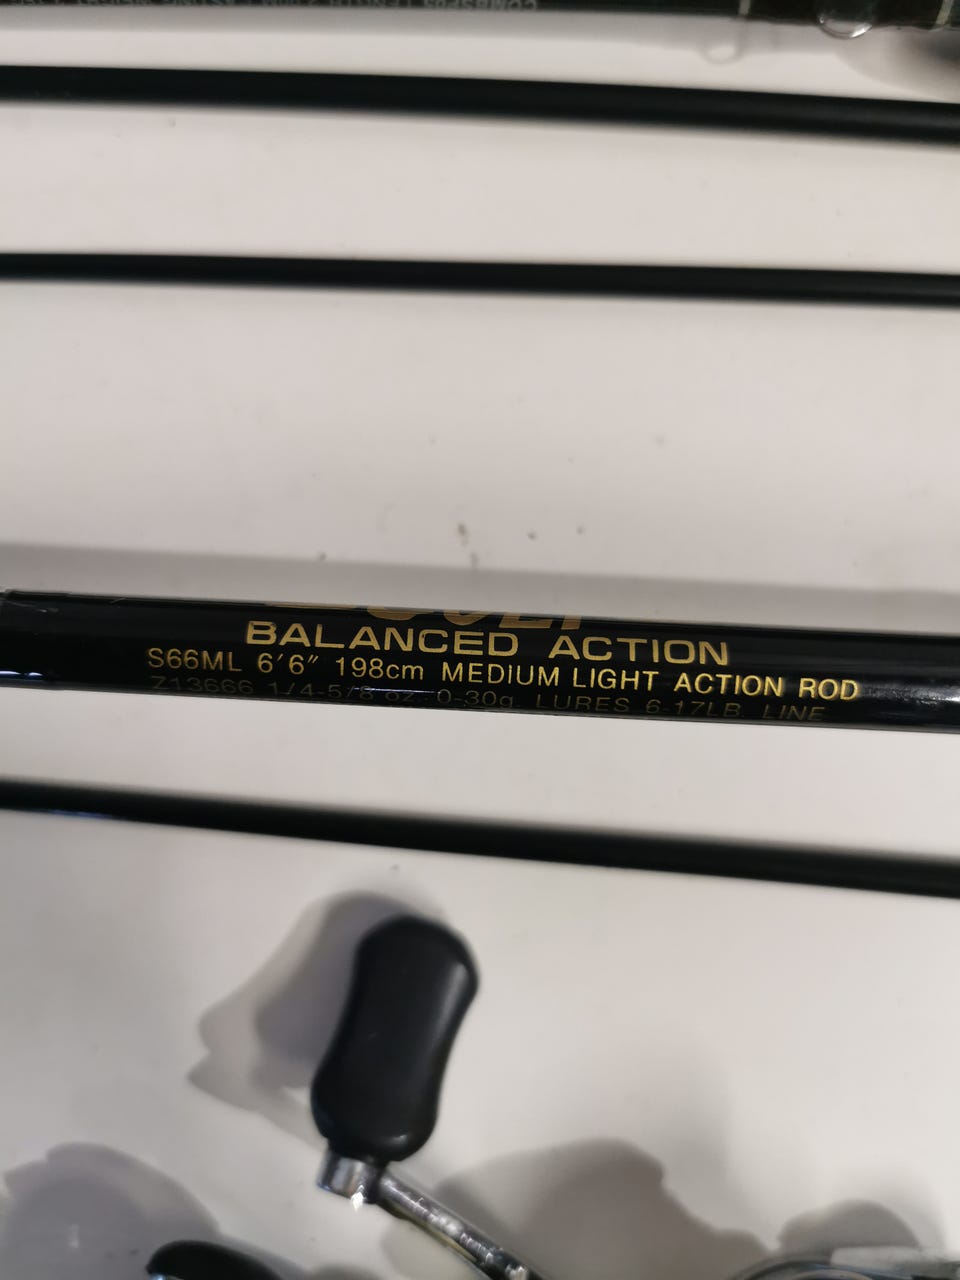 BALANCED ACTION
S66ML 6'6" 198cm MEDIUM LIGHT ACTION ROD
Z13666 1/4-5/8 oz. 0-30g. LURES 6-17LB. LINE